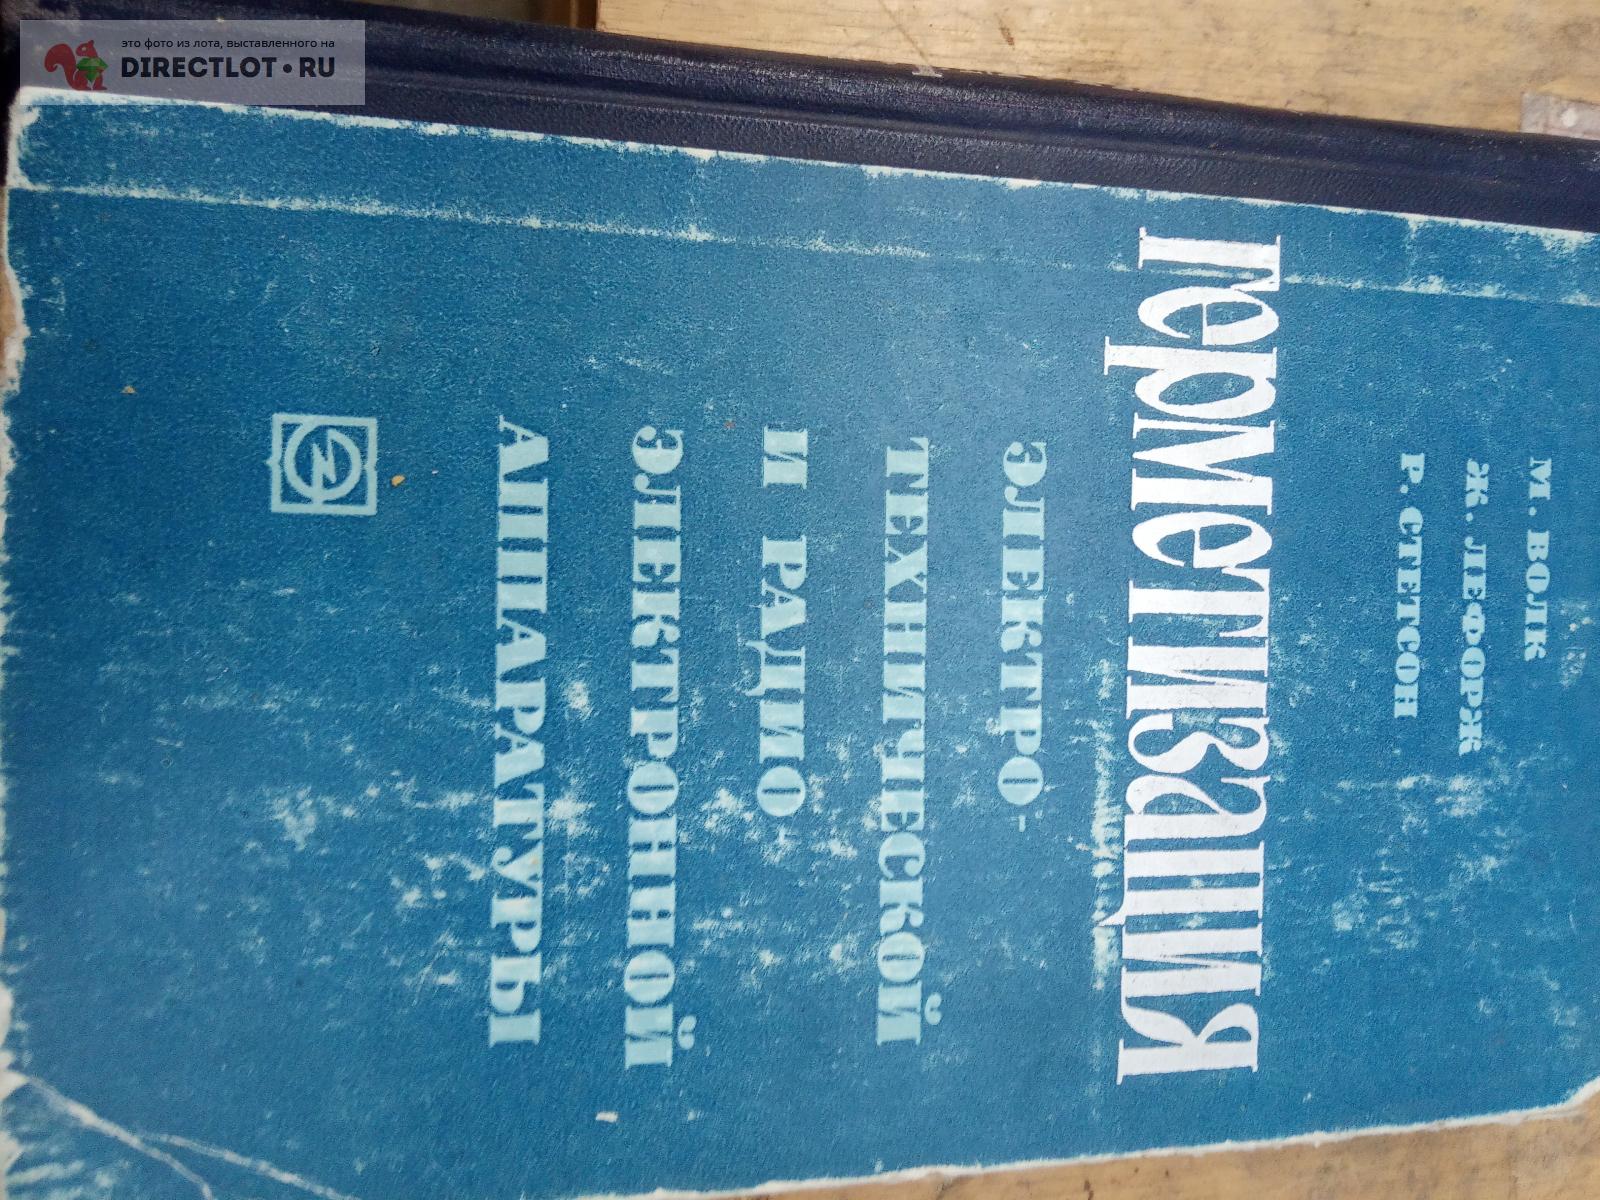 это фото из лота, выставленного на
DIRECTLOT.RU
М. ВОЛК
Ж. ЛЕФОРЖ
Р. СТЕТСОН
герметизация
ЭЛЕКТРО-
ТЕХНИЧЕСКОЙ
И РАДИО-
ЭЛЕКТРОННОЙ
АППАРАТУРЫ